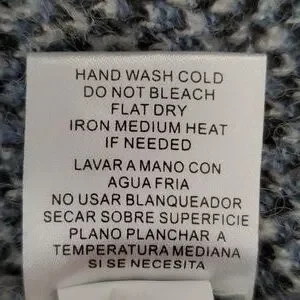 HAND WASH COLD
DO NOT BLEACH
FLAT DRY
IRON MEDIUM HEAT
IF NEEDED
LAVAR A MANO CON
AGUA FRIA
NO USAR BLANQUEADOR
SECAR SOBRE SUPERFICIE
PLANO PLANCHAR A
TEMPERATURA MEDIANA
SI SE NECESITA